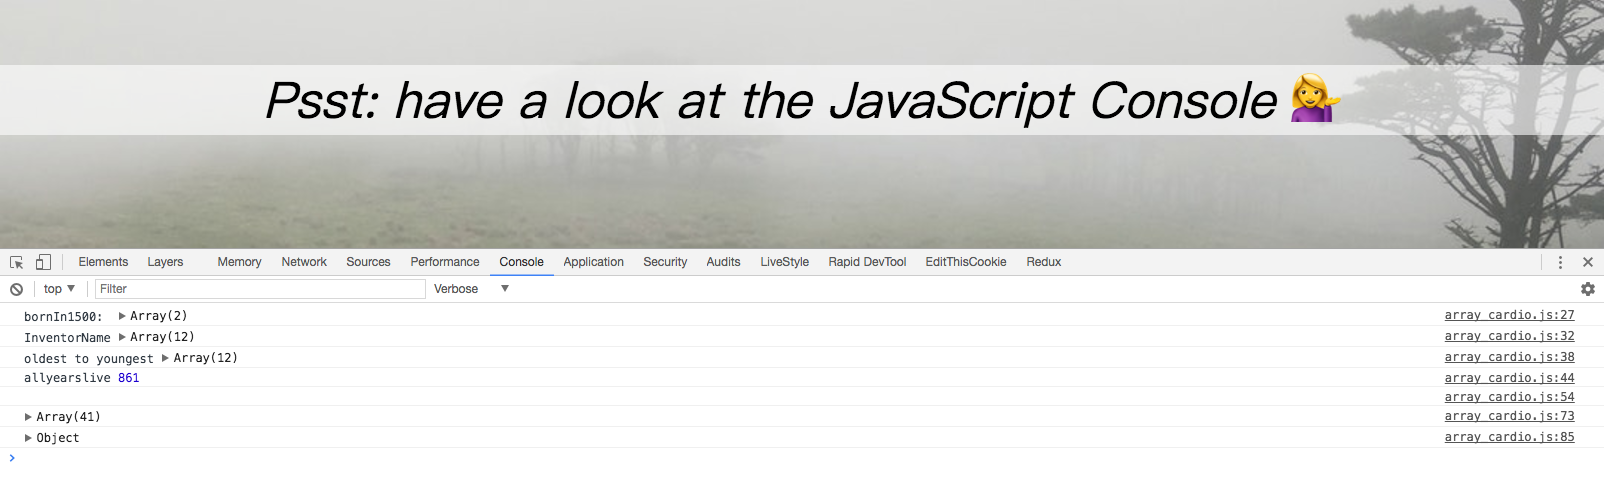 Psst: have a look at the JavaScript Console 💁
Elements Layers Memory Network Sources Performance Console Application Security Audits LiveStyle Rapid DevTool EditThisCookie Redux
top ▼ Filter Verbose ▼
bornIn1500: ▶ Array(2) array cardio.js:27
InventorName ▶ Array(12) array cardio.js:32
oldest to youngest ▶ Array(12) array cardio.js:38
allyearslive 861 array cardio.js:44
array cardio.js:54
▶ Array(41) array cardio.js:73
▶ Object array cardio.js:85